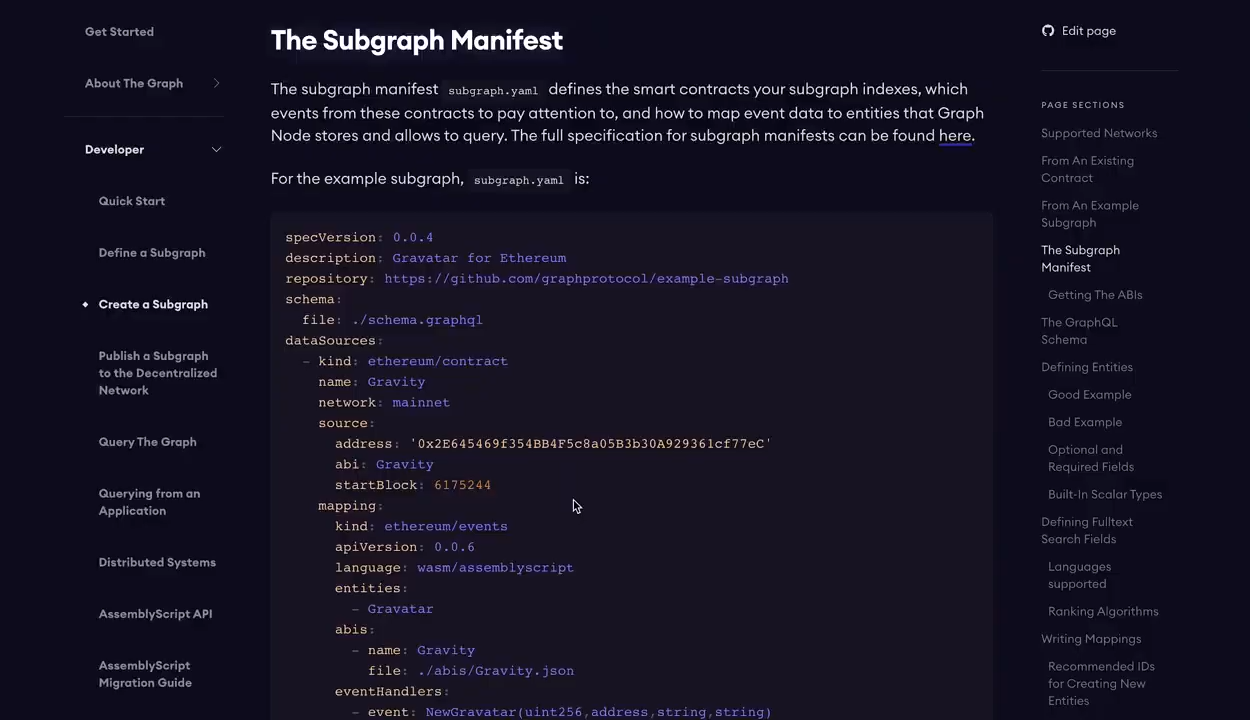 Get Started
About The Graph
Developer
Quick Start
Define a Subgraph
Create a Subgraph
Publish a Subgraph
to the Decentralized
Network
Query The Graph
Querying from an
Application
Distributed Systems
AssemblyScript API
AssemblyScript
Migration Guide
The Subgraph Manifest
The subgraph manifest subgraph.yaml defines the smart contracts your subgraph indexes, which
events from these contracts to pay attention to, and how to map event data to entities that Graph
Node stores and allows to query. The full specification for subgraph manifests can be found here.
For the example subgraph, subgraph.yaml is:
specVersion: 0.0.4
description: Gravatar for Ethereum
repository: https://github.com/graphprotocol/example-subgraph
schema:
  file: ./schema.graphql
dataSources:
  - kind: ethereum/contract
    name: Gravity
    network: mainnet
    source:
      address: '0x2E645469f354BB4F5c8a05B3b30A929361cf77eC'
      abi: Gravity
      startBlock: 6175244
    mapping:
      kind: ethereum/events
      apiVersion: 0.0.6
      language: wasm/assemblyscript
      entities:
        - Gravatar
      abis:
        - name: Gravity
          file: ./abis/Gravity.json
      eventHandlers:
        - event: NewGravatar(uint256,address,string,string)
Edit page
PAGE SECTIONS
Supported Networks
From An Existing
Contract
From An Example
Subgraph
The Subgraph
Manifest
Getting The ABIs
The GraphQL
Schema
Defining Entities
Good Example
Bad Example
Optional and
Required Fields
Built-In Scalar Types
Defining Fulltext
Search Fields
Languages
supported
Ranking Algorithms
Writing Mappings
Recommended IDs
for Creating New
Entities